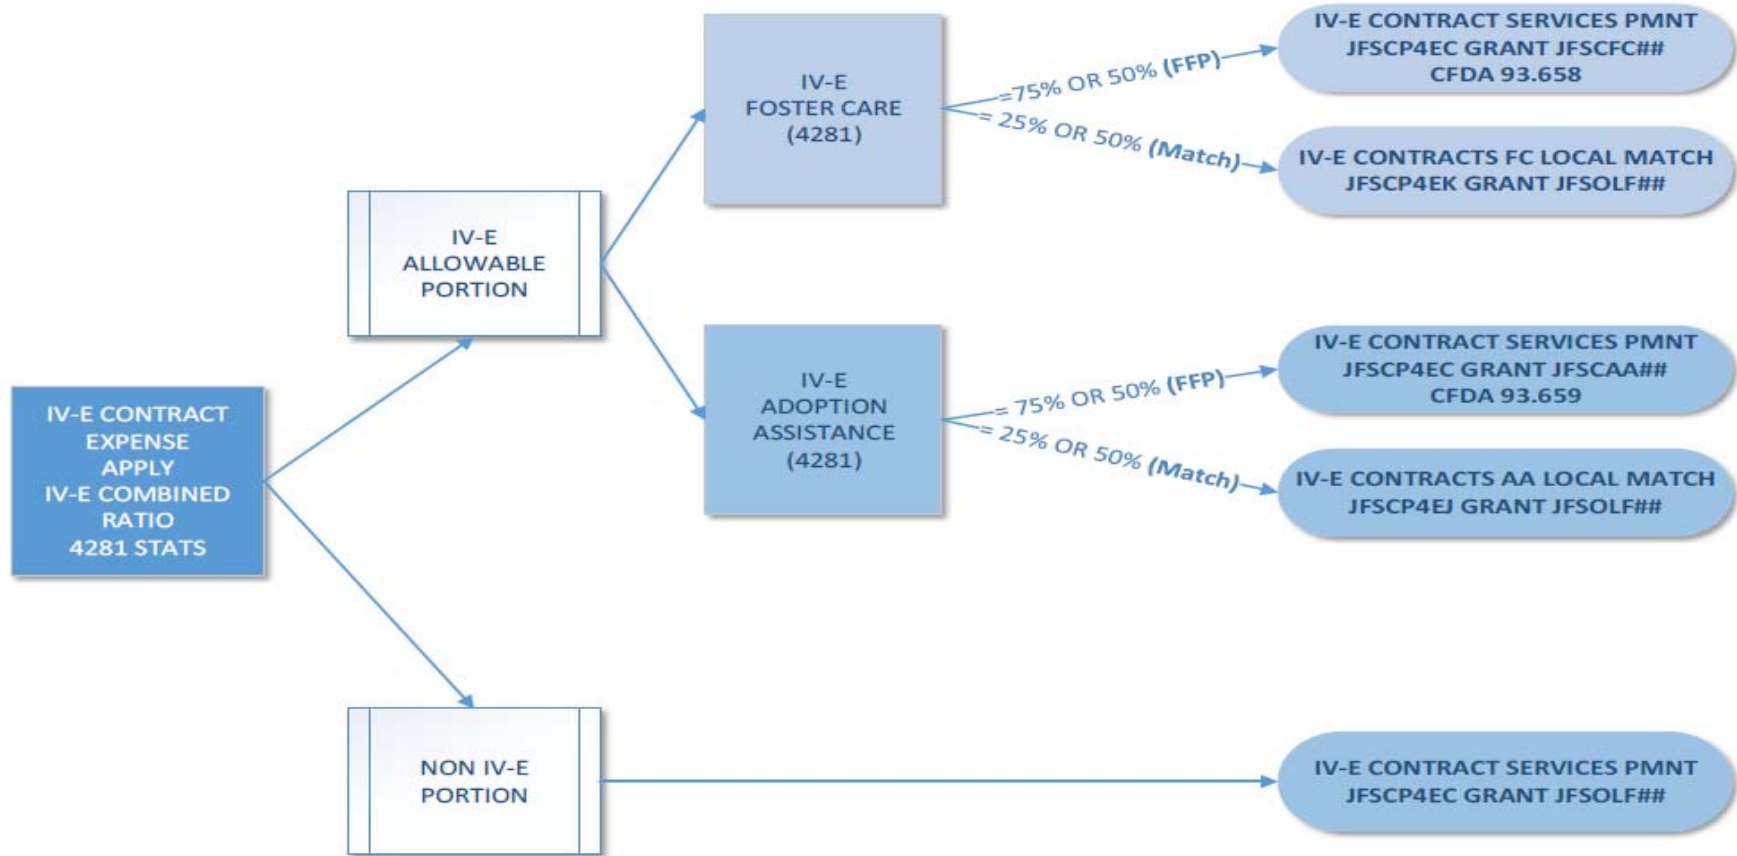 IV-E CONTRACT
EXPENSE
APPLY
IV-E COMBINED
RATIO
4281 STATS
IV-E
ALLOWABLE
PORTION
NON IV-E
PORTION
IV-E
FOSTER CARE
(4281)
IV-E
ADOPTION
ASSISTANCE
(4281)
=75% OR 50% (FFP)
= 25% OR 50% (Match)
= 75% OR 50% (FFP)
= 25% OR 50% (Match)
IV-E CONTRACT SERVICES PMNT
JFSCP4EC GRANT JFSCFC##
CFDA 93.658
IV-E CONTRACTS FC LOCAL MATCH
JFSCP4EK GRANT JFSOLF##
IV-E CONTRACT SERVICES PMNT
JFSCP4EC GRANT JFSCAA##
CFDA 93.659
IV-E CONTRACTS AA LOCAL MATCH
JFSCP4EJ GRANT JFSOLF##
IV-E CONTRACT SERVICES PMNT
JFSCP4EC GRANT JFSOLF##